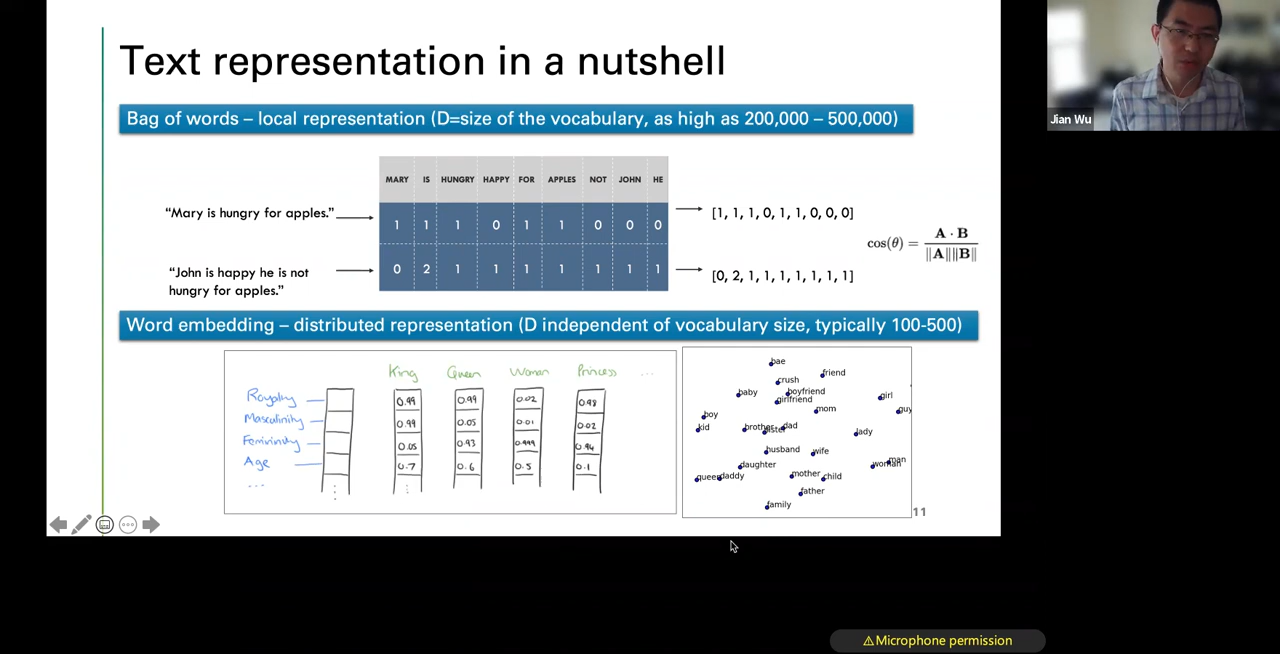 Text representation in a nutshell
Jian Wu
Bag of words – local representation (D=size of the vocabulary, as high as 200,000 – 500,000)
MARY IS HUNGRY HAPPY FOR APPLES NOT JOHN HE
“Mary is hungry for apples.”
1 1 1 0 1 1 0 0 0
[1, 1, 1, 0, 1, 1, 0, 0, 0]
“John is happy he is not
hungry for apples.”
0 2 1 1 1 1 1 1 1
[0, 2, 1, 1, 1, 1, 1, 1, 1]
cos(θ) = A · B / ‖A‖‖B‖
Word embedding – distributed representation (D independent of vocabulary size, typically 100-500)
King Queen Woman Princess ...
Royalty 0.99 0.99 0.02 0.98
Masculinity 0.99 0.05 0.01 0.02
Femininity 0.05 0.93 0.999 0.94
Age 0.7 0.6 0.5 0.1
...
bae
friend
crush
boyfriend
baby
girlfriend
girl
mom
guy
boy
kid
brother
dad
lady
husband
wife
daughter
woman
man
queen
daddy
mother
child
father
family
11
⚠Microphone permission